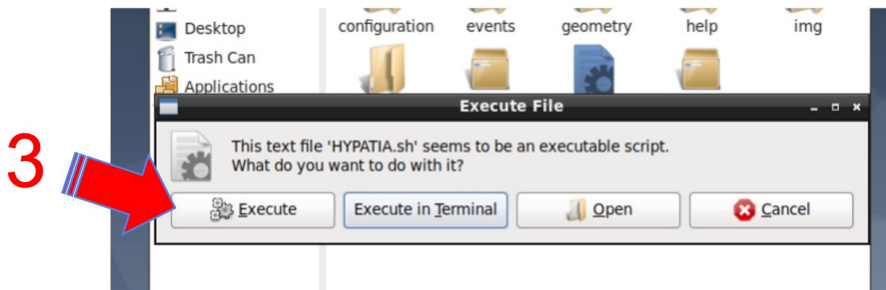 Desktop
configuration events geometry help img
Trash Can
Applications
Execute File
This text file 'HYPATIA.sh' seems to be an executable script.
What do you want to do with it?
3
Execute Execute in Terminal Open Cancel